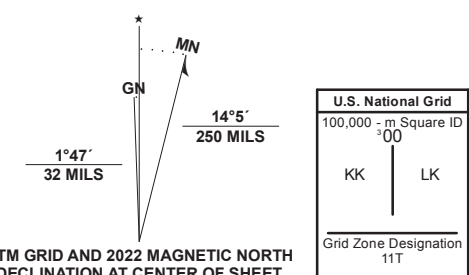 ★
MN
GN
14°5´
250 MILS
1°47´
32 MILS
TM GRID AND 2022 MAGNETIC NORTH
DECLINATION AT CENTER OF SHEET
U.S. National Grid
100,000 - m Square ID
³00
KK
LK
Grid Zone Designation
11T